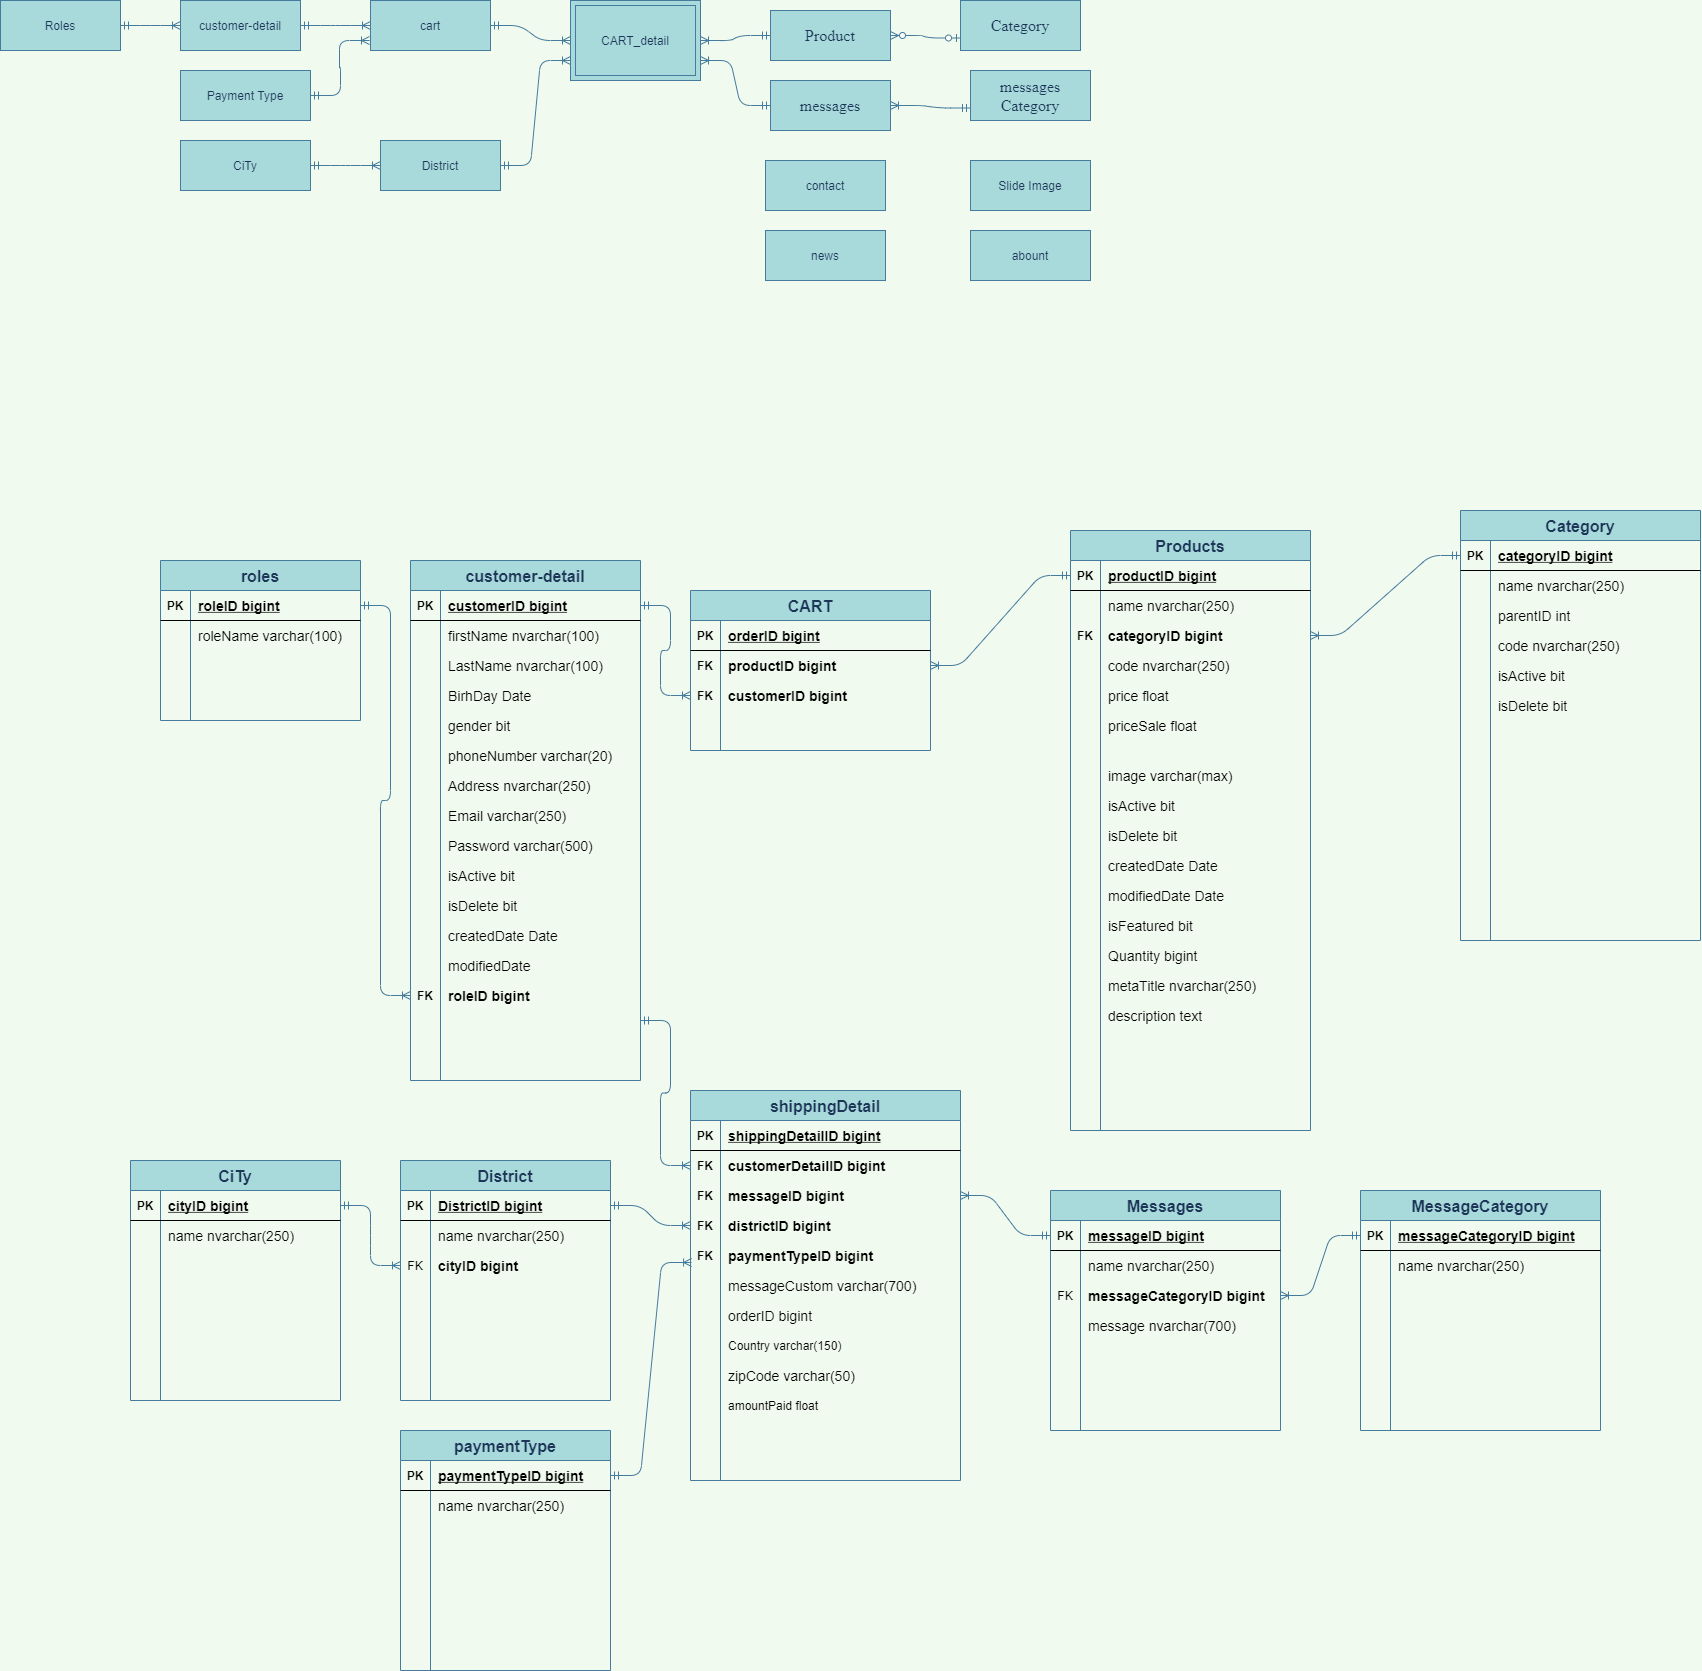 Roles
customer-detail
cart
CART_detail
Product
Category
Payment Type
messages
messages
Category
CiTy
District
contact
Slide Image
news
abount
roles
PK roleID bigint
roleName varchar(100)
customer-detail
PK customerID bigint
firstName nvarchar(100)
LastName nvarchar(100)
BirhDay Date
gender bit
phoneNumber varchar(20)
Address nvarchar(250)
Email varchar(250)
Password varchar(500)
isActive bit
isDelete bit
createdDate Date
modifiedDate
FK roleID bigint
CART
PK orderID bigint
FK productID bigint
FK customerID bigint
Products
PK productID bigint
name nvarchar(250)
FK categoryID bigint
code nvarchar(250)
price float
priceSale float
image varchar(max)
isActive bit
isDelete bit
createdDate Date
modifiedDate Date
isFeatured bit
Quantity bigint
metaTitle nvarchar(250)
description text
Category
PK categoryID bigint
name nvarchar(250)
parentID int
code nvarchar(250)
isActive bit
isDelete bit
CiTy
PK cityID bigint
name nvarchar(250)
District
PK DistrictID bigint
name nvarchar(250)
FK cityID bigint
shippingDetail
PK shippingDetailID bigint
FK customerDetailID bigint
FK messageID bigint
FK districtID bigint
FK paymentTypeID bigint
messageCustom varchar(700)
orderID bigint
Country varchar(150)
zipCode varchar(50)
amountPaid float
Messages
PK messageID bigint
name nvarchar(250)
FK messageCategoryID bigint
message nvarchar(700)
MessageCategory
PK messageCategoryID bigint
name nvarchar(250)
paymentType
PK paymentTypeID bigint
name nvarchar(250)